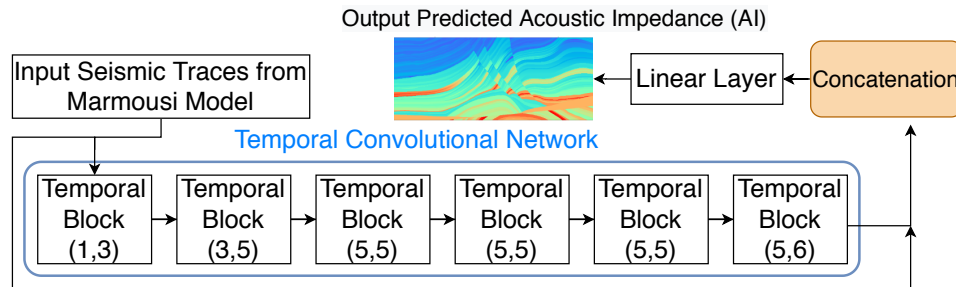 Output Predicted Acoustic Impedance (AI)
Input Seismic Traces from
Marmousi Model
Linear Layer
Concatenation
Temporal Convolutional Network
Temporal
Block
(1,3)
Temporal
Block
(3,5)
Temporal
Block
(5,5)
Temporal
Block
(5,5)
Temporal
Block
(5,5)
Temporal
Block
(5,6)